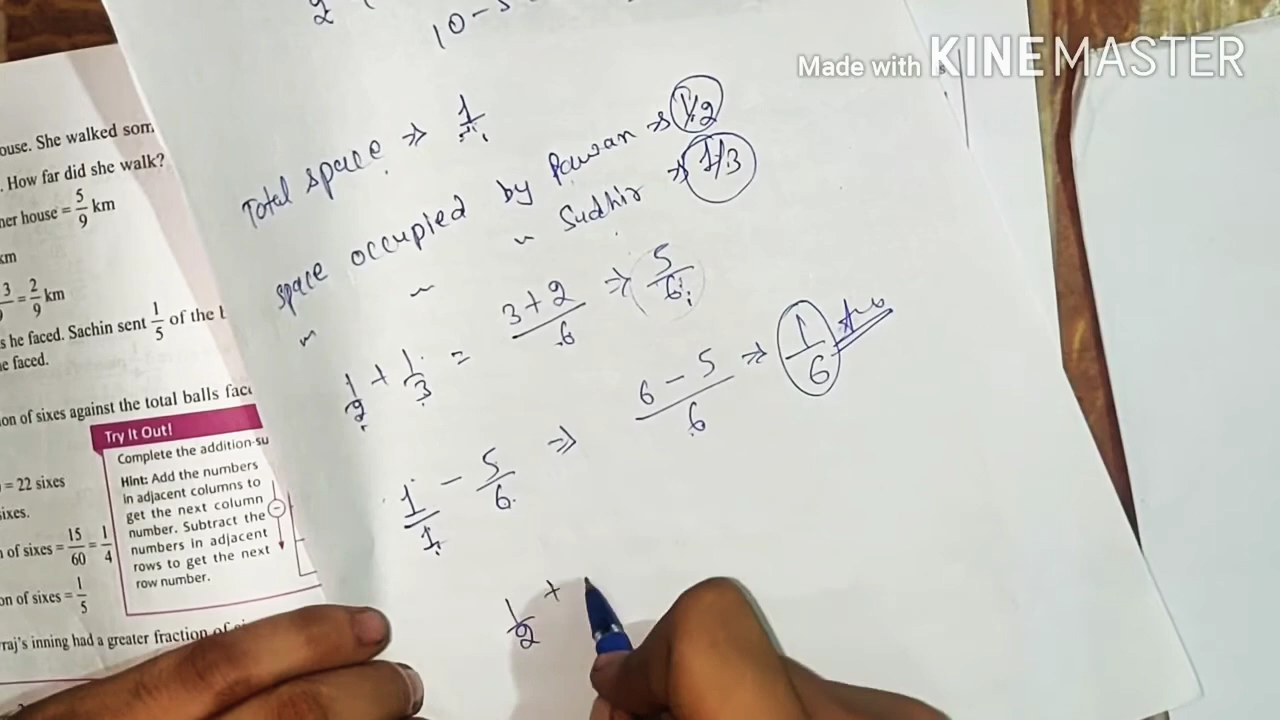 Made with KINEMASTER
10 - 5
Total space ⇒ 1/1
space occupied by Pawan ⇒ 1/2
" " " Sudhir ⇒ 1/3
1/2 + 1/3 = (3+2)/6 ⇒ 5/6
1/1 - 5/6 ⇒ (6-5)/6 ⇒ 1/6
1/2 +
ouse. She walked som
. How far did she walk?
ner house = 5/9 km
km
= 2/9 km
s he faced. Sachin sent 1/5 of the
e faced.
on of sixes against the total balls fac
Try It Out!
Complete the addition-su
Hint: Add the numbers
in adjacent columns to
get the next column
number. Subtract the
numbers in adjacent
rows to get the next
row number.
= 22 sixes
sixes.
of sixes = 15/60 = 1/4
on of sixes = 1/5
raj's inning had a greater fraction of